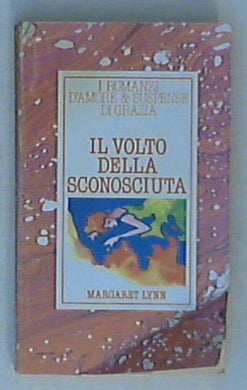 I ROMANZI
D'AMORE & SUSPENSE
DI GRAZIA
IL VOLTO
DELLA
SCONOSCIUTA
MARGARET LYNN